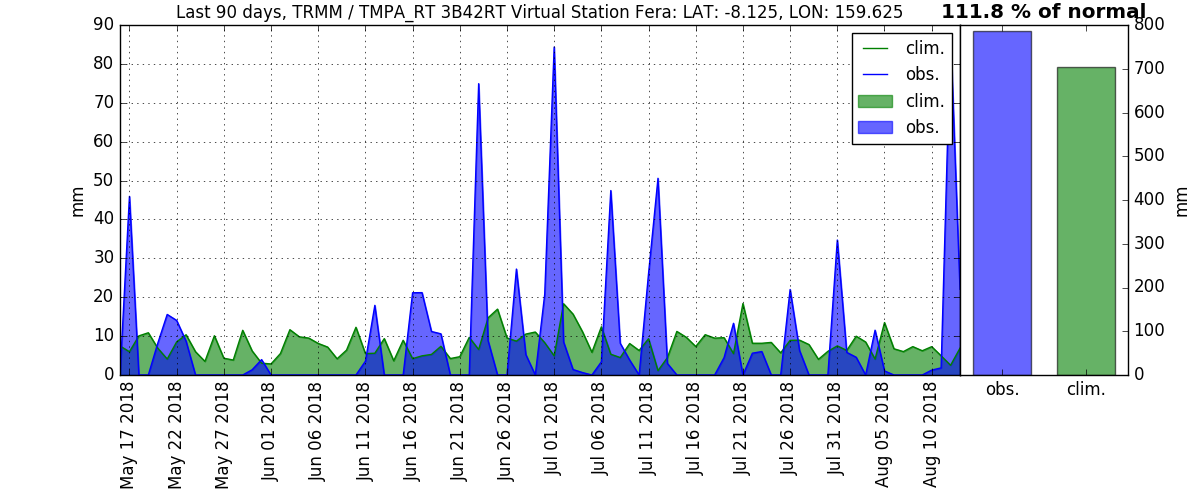 Last 90 days, TRMM / TMPA_RT 3B42RT Virtual Station Fera: LAT: -8.125, LON: 159.625
111.8 % of normal
90
80
70
60
50
40
30
20
10
0
mm
clim.
obs.
clim.
obs.
800
700
600
500
400
300
200
100
0
mm
obs.
clim.
May 17 2018
May 22 2018
May 27 2018
Jun 01 2018
Jun 06 2018
Jun 11 2018
Jun 16 2018
Jun 21 2018
Jun 26 2018
Jul 01 2018
Jul 06 2018
Jul 11 2018
Jul 16 2018
Jul 21 2018
Jul 26 2018
Jul 31 2018
Aug 05 2018
Aug 10 2018